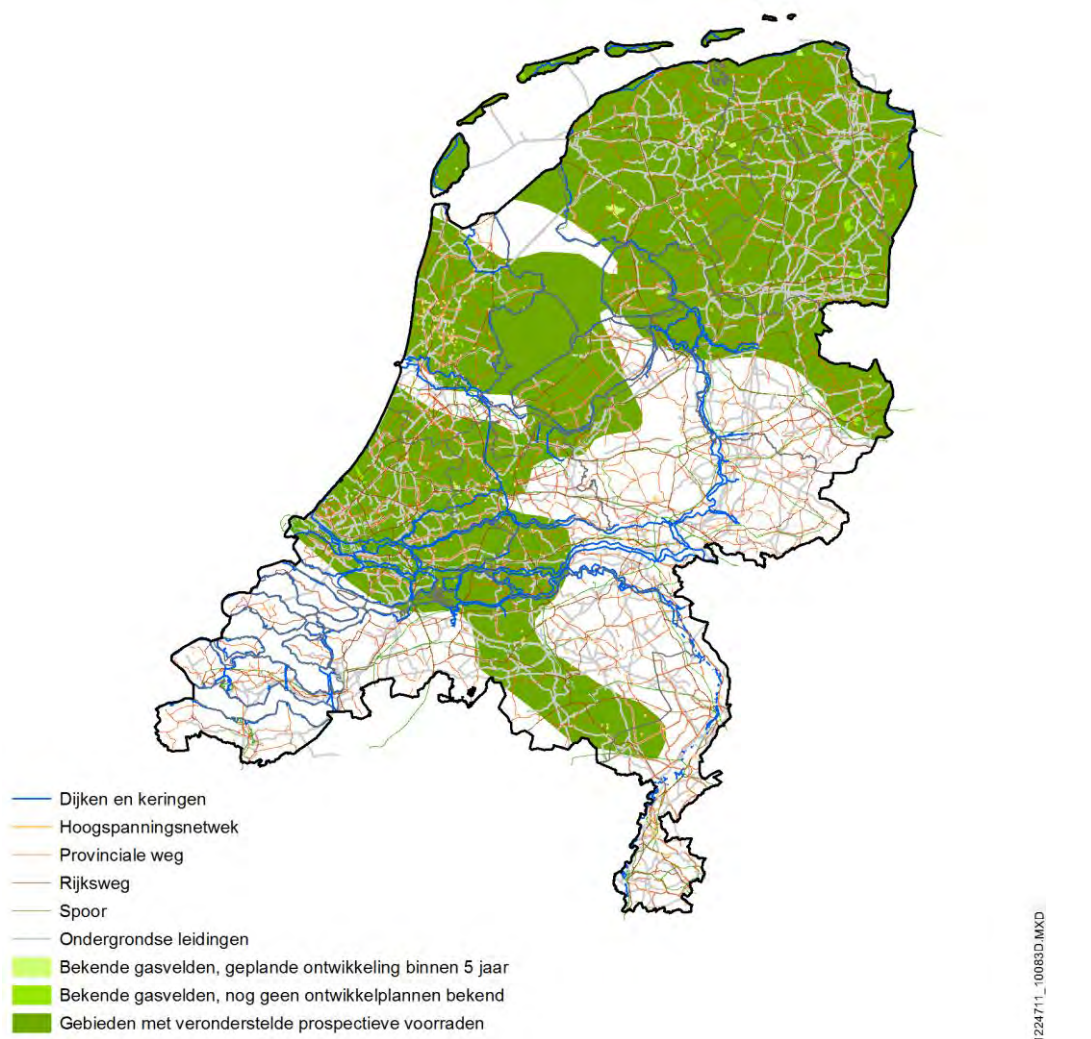 Dijken en keringen
Hoogspanningsnetwek
Provinciale weg
Rijksweg
Spoor
Ondergrondse leidingen
Bekende gasvelden, geplande ontwikkeling binnen 5 jaar
Bekende gasvelden, nog geen ontwikkelplannen bekend
Gebieden met veronderstelde prospectieve voorraden
1224711_10083D.MXD